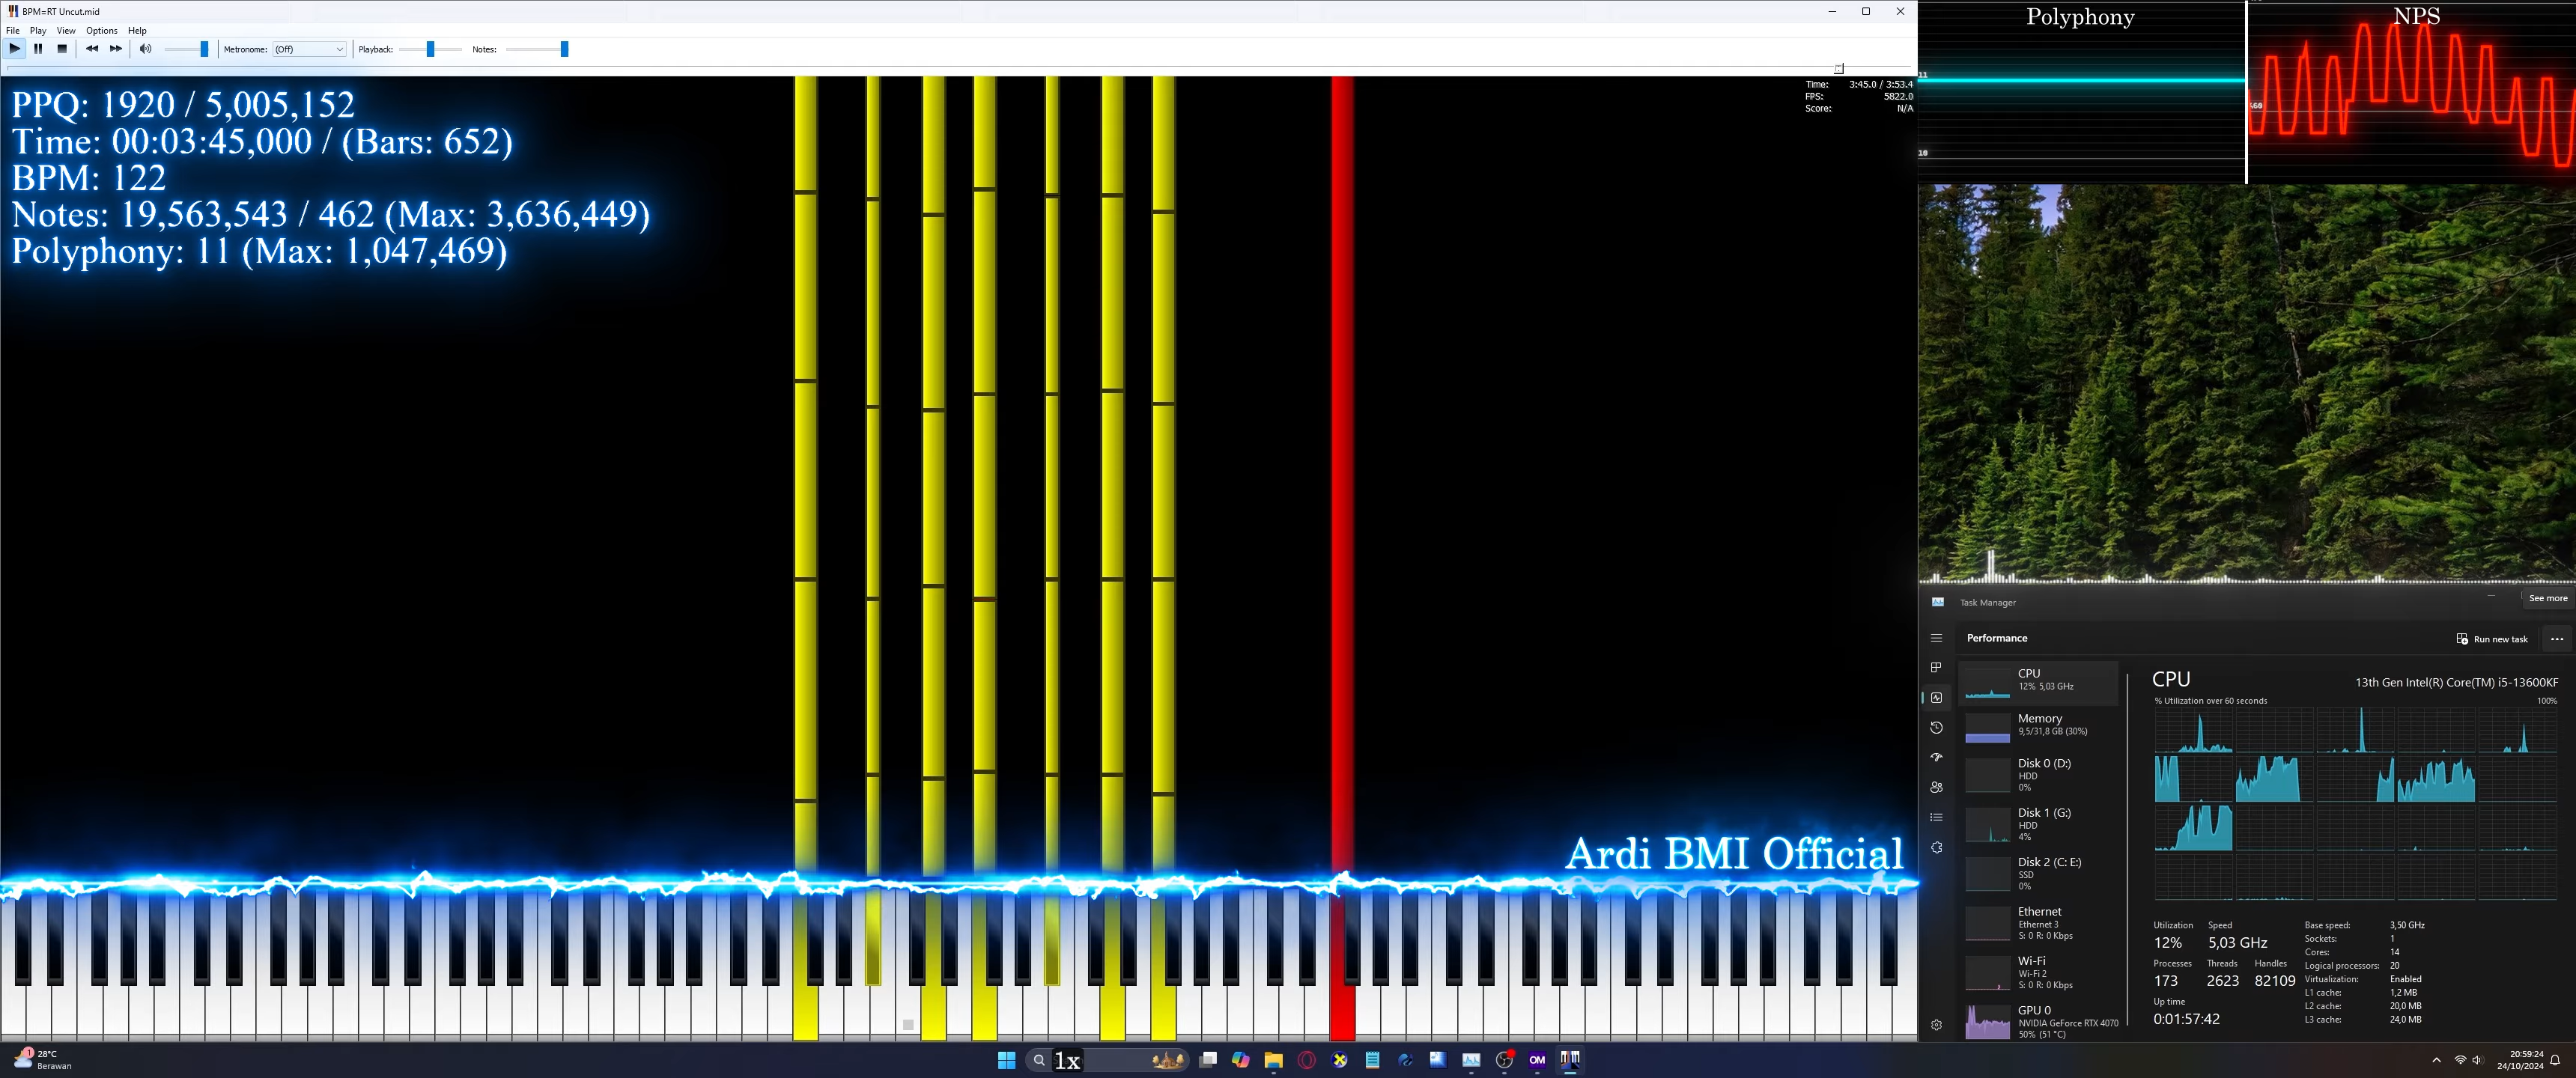 BPM=RT Uncut.mid
File Play View Options Help
Metronome: (Off) Playback: Notes:
PPQ: 1920 / 5,005,152
Time: 00:03:45,000 / (Bars: 652)
BPM: 122
Notes: 19,563,543 / 462 (Max: 3,636,449)
Polyphony: 11 (Max: 1,047,469)
Time: 3:45.0 / 3:53.4
FPS: 5822.0
Score: N/A
Ardi BMI Official
Polyphony
11
10
NPS
Task Manager
See more
Performance
Run new task
CPU
12% 5,03 GHz
Memory
9,5/31,8 GB (30%)
Disk 0 (D:)
HDD
0%
Disk 1 (G:)
HDD
4%
Disk 2 (C: E:)
SSD
0%
Ethernet
Ethernet 3
S: 0 R: 0 Kbps
Wi-Fi
Wi-Fi 2
S: 0 R: 0 Kbps
GPU 0
NVIDIA GeForce RTX 4070
50% (51 °C)
CPU
13th Gen Intel(R) Core(TM) i5-13600KF
% Utilization over 60 seconds 100%
Utilization Speed
12% 5,03 GHz
Processes Threads Handles
173 2623 82109
Up time
0:01:57:42
Base speed: 3,50 GHz
Sockets: 1
Cores: 14
Logical processors: 20
Virtualization: Enabled
L1 cache: 1,2 MB
L2 cache: 20,0 MB
L3 cache: 24,0 MB
1
28°C
Berawan
1x
OM
20:59:24
24/10/2024